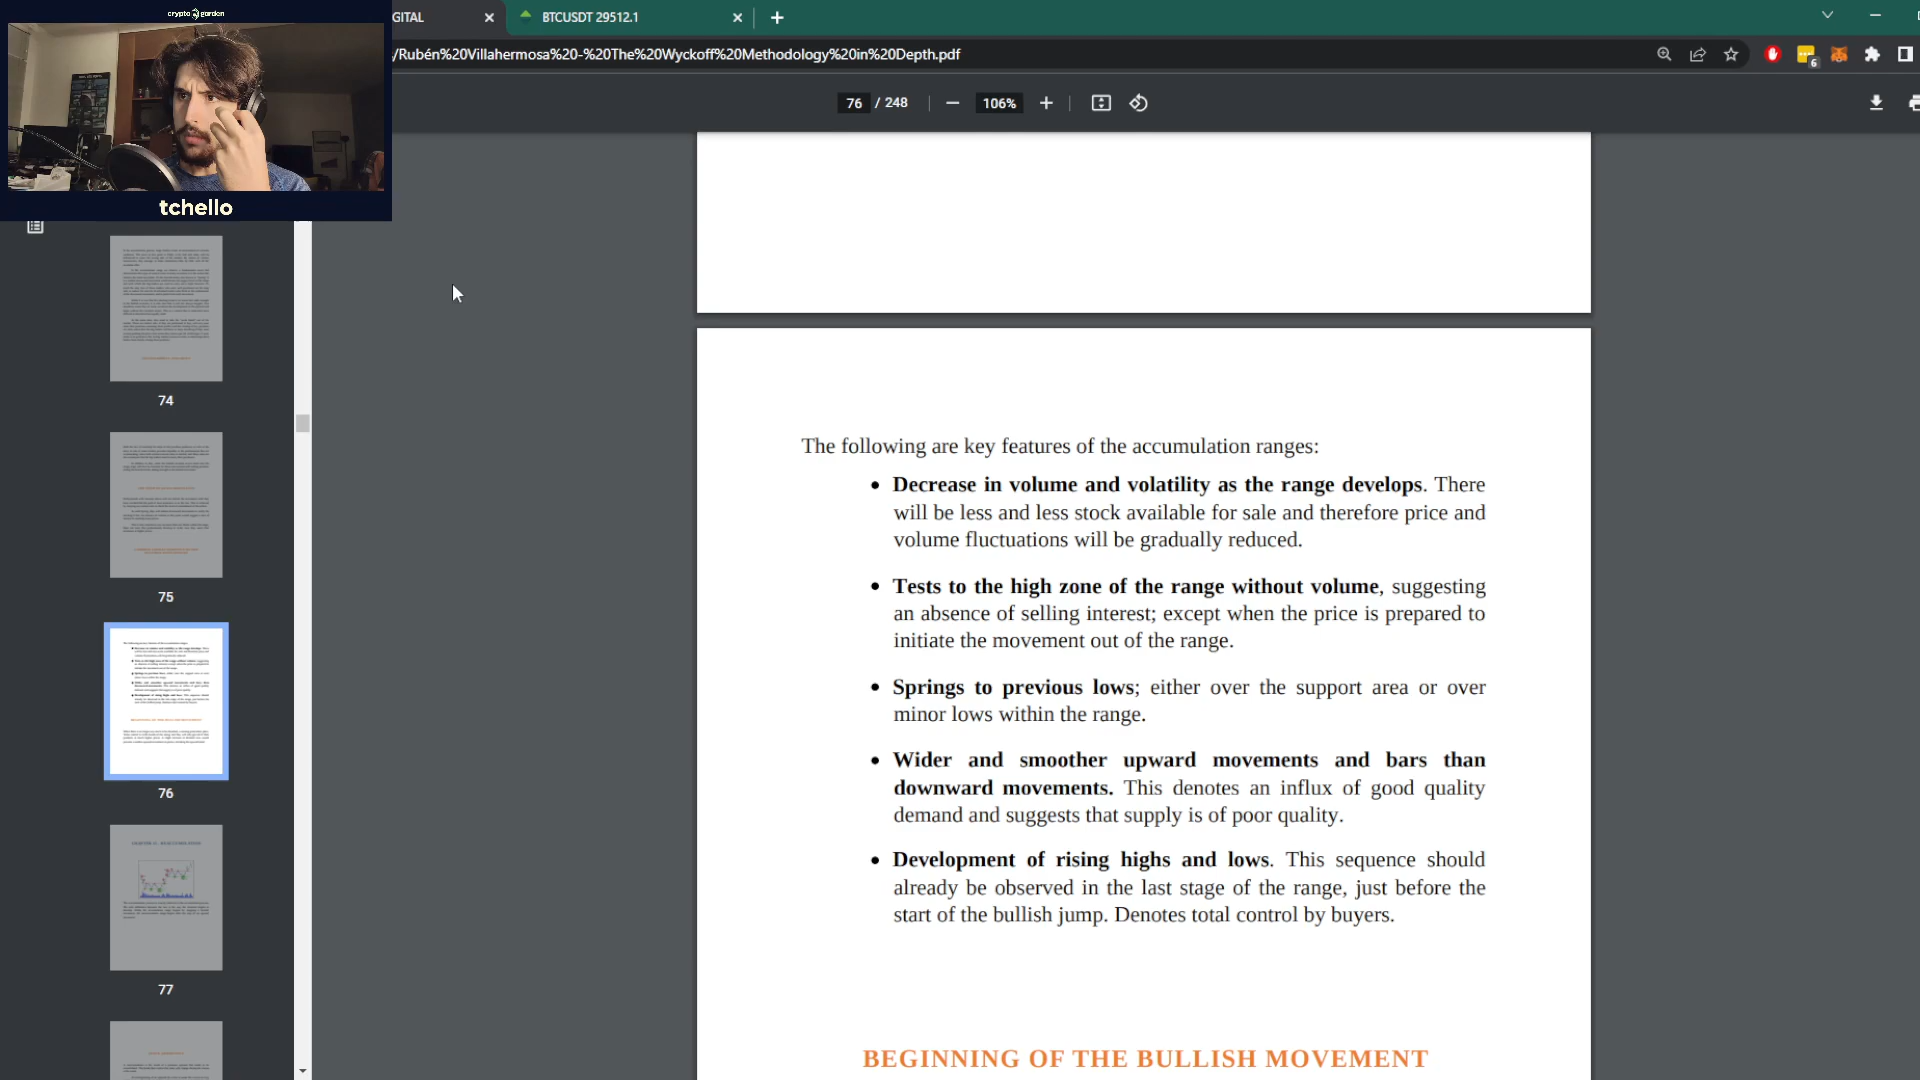 crypto garden
tchello
GITAL
BTCUSDT 29512.1
/Rubén%20Villahermosa%20-%20The%20Wyckoff%20Methodology%20in%20Depth.pdf
6
76 / 248
106%
74
75
76
77
The following are key features of the accumulation ranges:
• Decrease in volume and volatility as the range develops. There
will be less and less stock available for sale and therefore price and
volume fluctuations will be gradually reduced.
• Tests to the high zone of the range without volume, suggesting
an absence of selling interest; except when the price is prepared to
initiate the movement out of the range.
• Springs to previous lows; either over the support area or over
minor lows within the range.
• Wider and smoother upward movements and bars than
downward movements. This denotes an influx of good quality
demand and suggests that supply is of poor quality.
• Development of rising highs and lows. This sequence should
already be observed in the last stage of the range, just before the
start of the bullish jump. Denotes total control by buyers.
BEGINNING OF THE BULLISH MOVEMENT